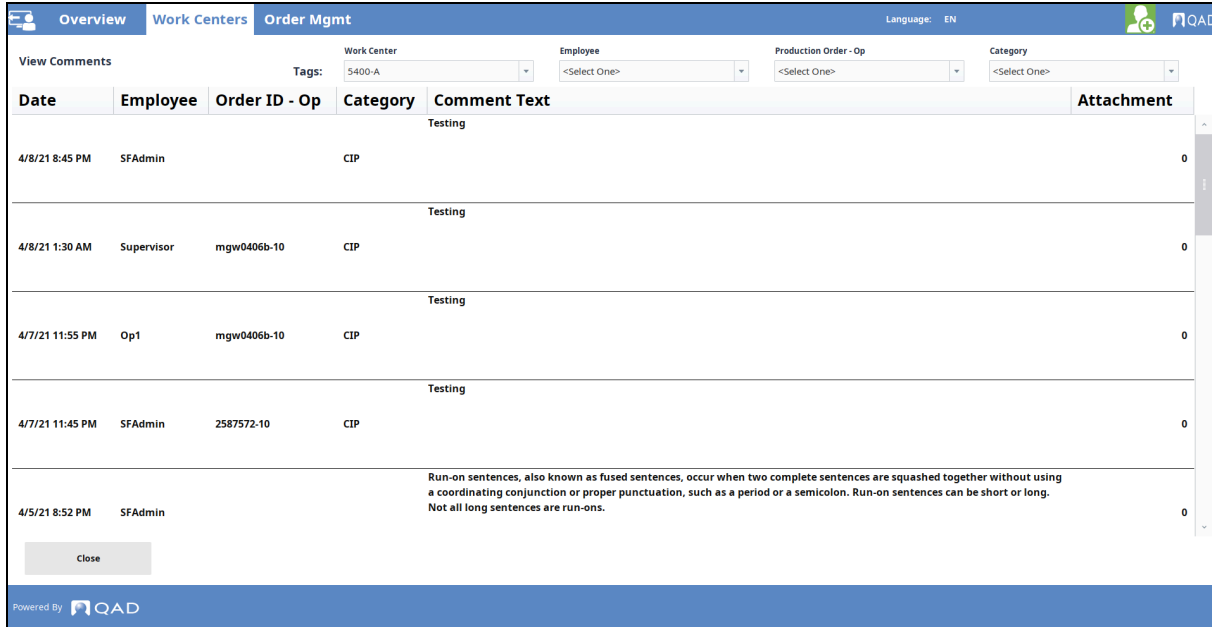 Overview Work Centers Order Mgmt Language: EN QAD
View Comments
Tags:
Work Center Employee Production Order - Op Category
5400-A <Select One> <Select One> <Select One>
Date Employee Order ID - Op Category Comment Text Attachment
Testing
4/8/21 8:45 PM SFAdmin CIP 0
Testing
4/8/21 1:30 AM Supervisor mgw0406b-10 CIP 0
Testing
4/7/21 11:55 PM Op1 mgw0406b-10 CIP 0
Testing
4/7/21 11:45 PM SFAdmin 2587572-10 CIP 0
Run-on sentences, also known as fused sentences, occur when two complete sentences are squashed together without using
a coordinating conjunction or proper punctuation, such as a period or a semicolon. Run-on sentences can be short or long.
Not all long sentences are run-ons.
4/5/21 8:52 PM SFAdmin 0
Close
Powered By QAD